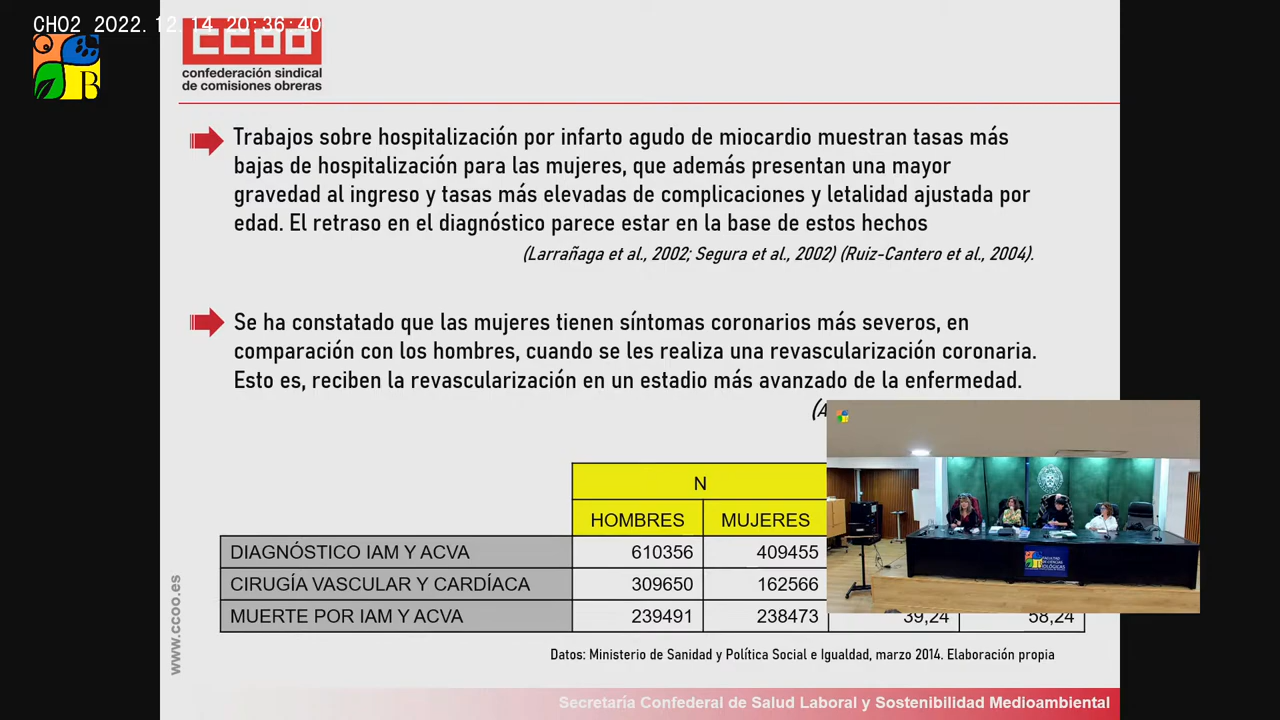 CH02 2022.12.14 20:36:40
B
CCOO
confederación sindical
de comisiones obreras
Trabajos sobre hospitalización por infarto agudo de miocardio muestran tasas más
bajas de hospitalización para las mujeres, que además presentan una mayor
gravedad al ingreso y tasas más elevadas de complicaciones y letalidad ajustada por
edad. El retraso en el diagnóstico parece estar en la base de estos hechos
(Larrañaga et al., 2002; Segura et al., 2002) (Ruiz-Cantero et al., 2004).
Se ha constatado que las mujeres tienen síntomas coronarios más severos, en
comparación con los hombres, cuando se les realiza una revascularización coronaria.
Esto es, reciben la revascularización en un estadio más avanzado de la enfermedad.
N
HOMBRES MUJERES
DIAGNÓSTICO IAM Y ACVA 610356 409455
CIRUGÍA VASCULAR Y CARDÍACA 309650 162566
MUERTE POR IAM Y ACVA 239491 238473 39,24 58,24
Datos: Ministerio de Sanidad y Política Social e Igualdad, marzo 2014. Elaboración propia
www.ccoo.es
Secretaría Confederal de Salud Laboral y Sostenibilidad Medioambiental